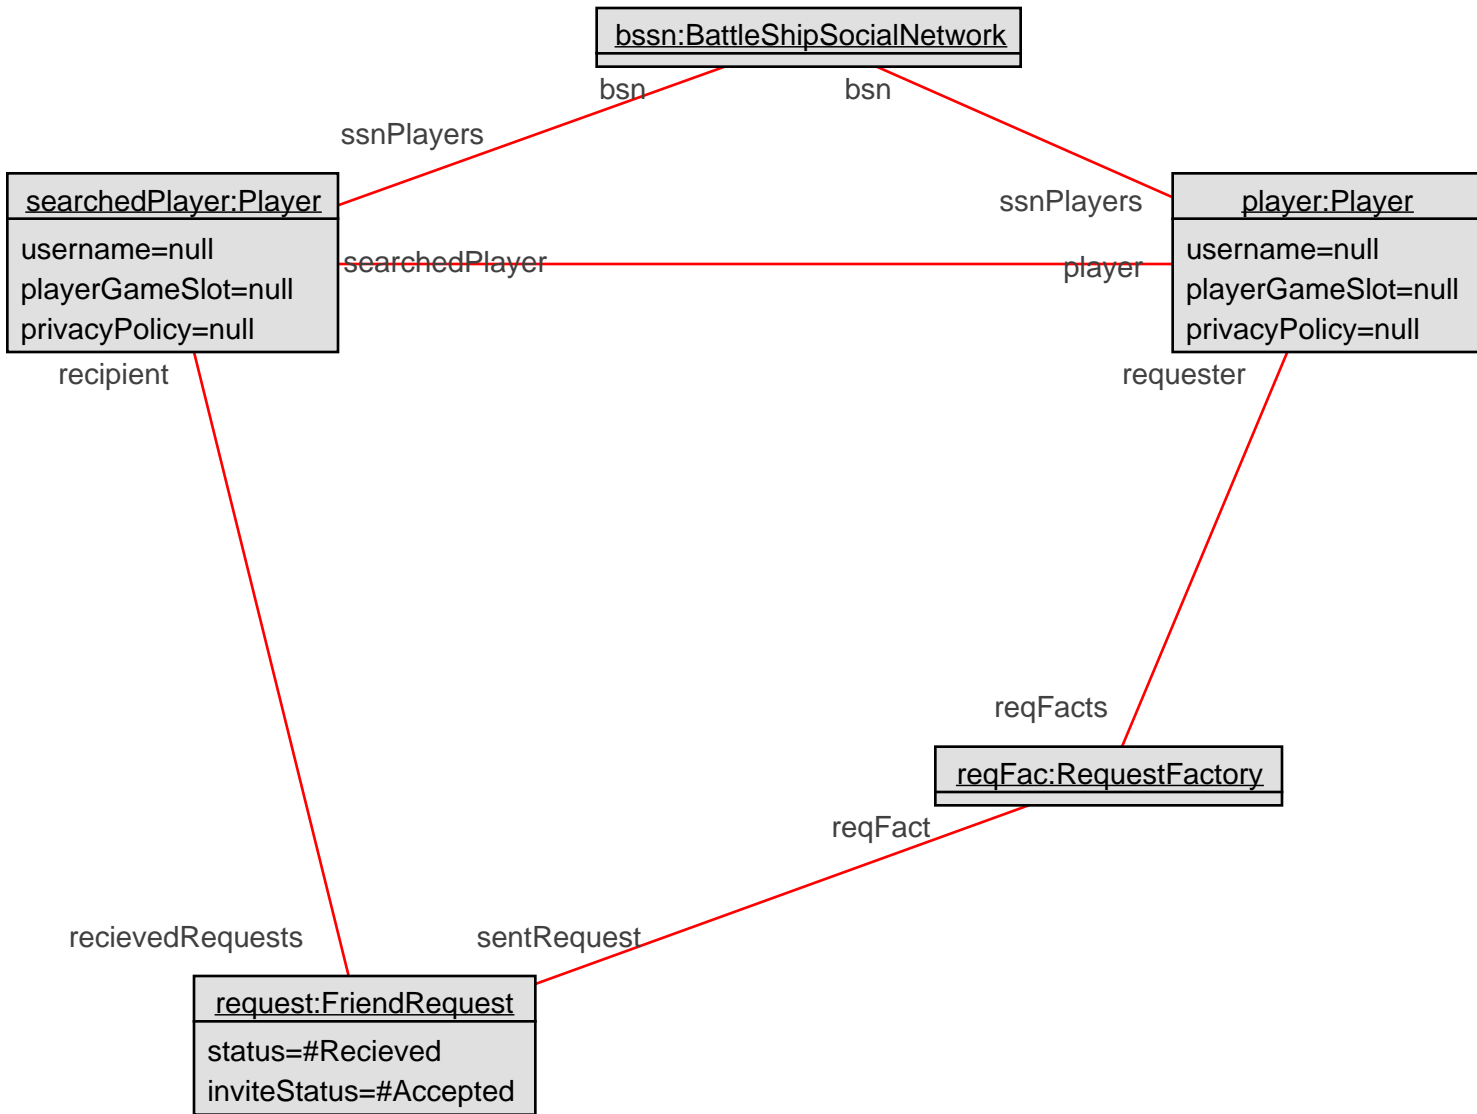 bssn:BattleShipSocialNetwork
bsn
bsn
ssnPlayers
ssnPlayers
searchedPlayer:Player
username=null
playerGameSlot=null
privacyPolicy=null
player:Player
username=null
playerGameSlot=null
privacyPolicy=null
searchedPlayer
player
recipient
requester
reqFacts
reqFac:RequestFactory
reqFact
recievedRequests
sentRequest
request:FriendRequest
status=#Recieved
inviteStatus=#Accepted